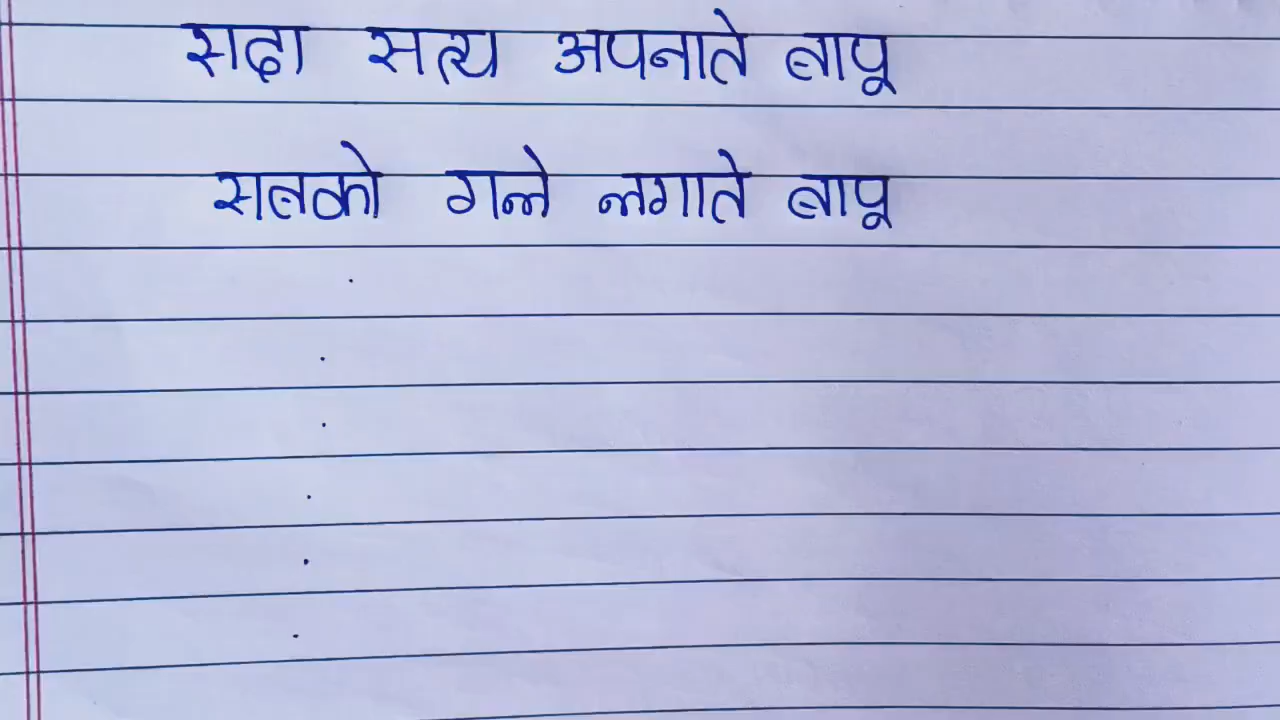 सदा सत्य अपनाते बापू
सबको गले लगाते बापू